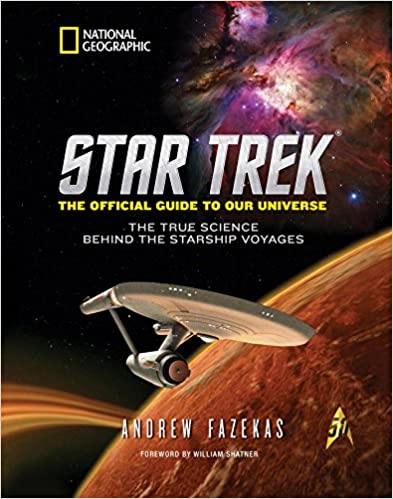 NATIONAL
GEOGRAPHIC
STAR TREK®
THE OFFICIAL GUIDE TO OUR UNIVERSE
THE TRUE SCIENCE
BEHIND THE STARSHIP VOYAGES
ANDREW FAZEKAS
FOREWORD BY WILLIAM SHATNER
50